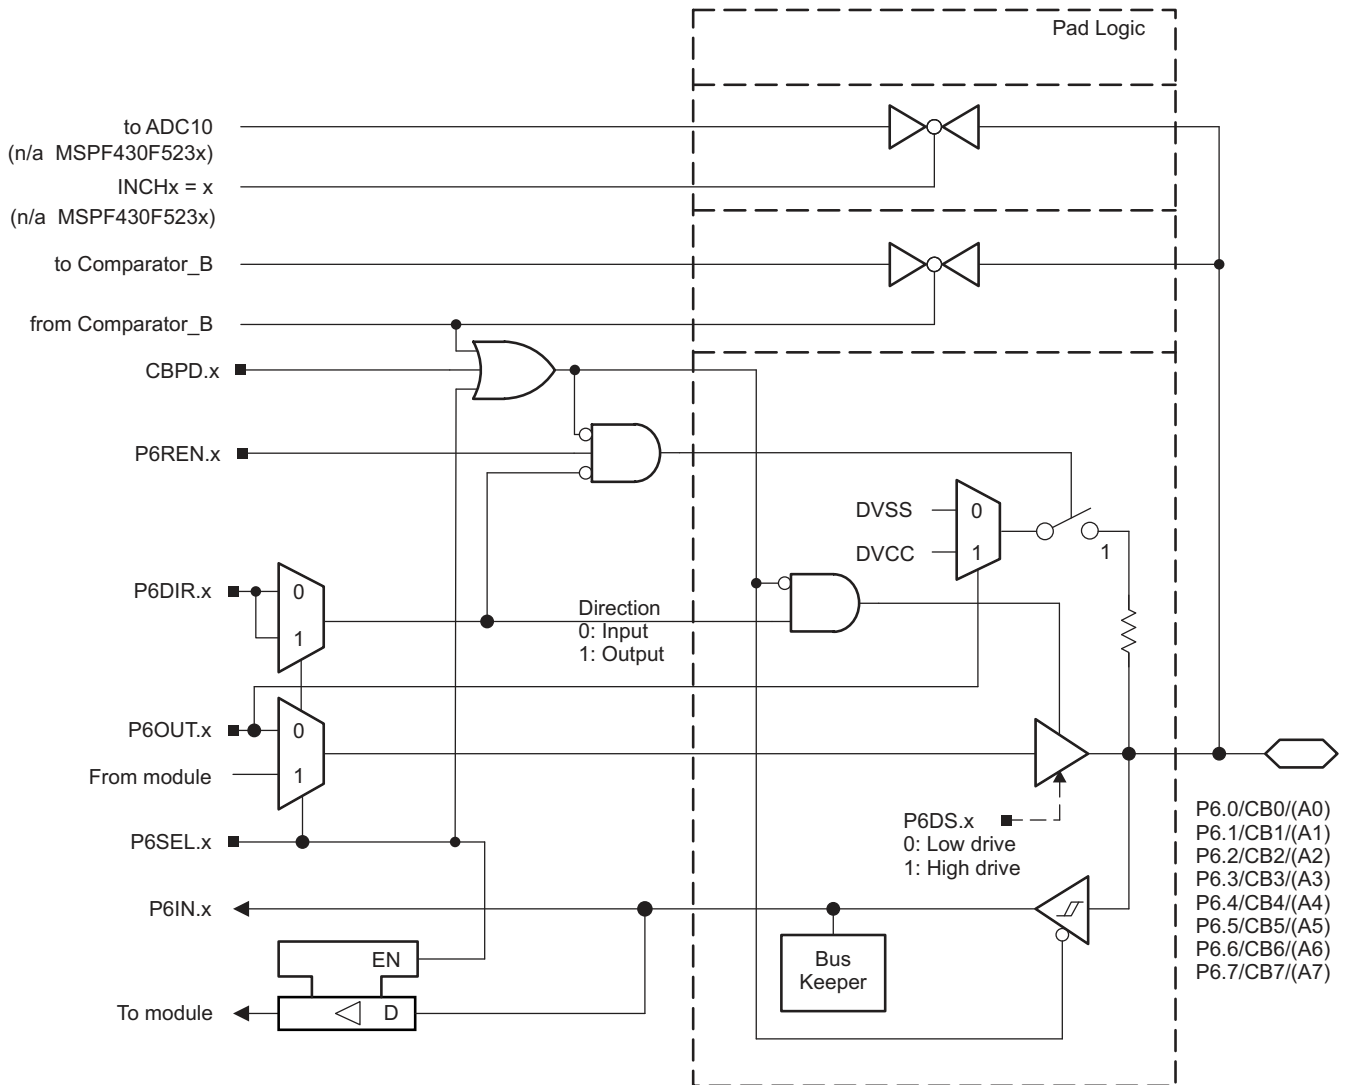 Pad Logic
to ADC10
(n/a MSPF430F523x)
INCHx = x
(n/a MSPF430F523x)
to Comparator_B
from Comparator_B
CBPD.x
P6REN.x
DVSS
0
DVCC
1
1
P6DIR.x
0
1
Direction
0: Input
1: Output
P6OUT.x
0
From module
1
P6DS.x
0: Low drive
1: High drive
P6SEL.x
P6IN.x
EN
D
To module
Bus
Keeper
P6.0/CB0/(A0)
P6.1/CB1/(A1)
P6.2/CB2/(A2)
P6.3/CB3/(A3)
P6.4/CB4/(A4)
P6.5/CB5/(A5)
P6.6/CB6/(A6)
P6.7/CB7/(A7)